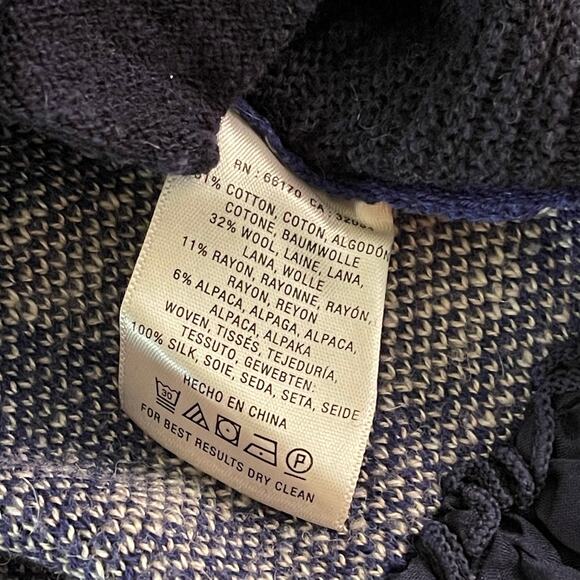 RN : 66170 CA : 32054
51% COTTON, COTON, ALGODÓN
COTONE, BAUMWOLLE
32% WOOL, LAINE, LANA,
LANA, WOLLE
11% RAYON, RAYONNE, RAYÓN,
RAYON, REYON
6% ALPACA, ALPAGA, ALPACA,
ALPACA, ALPAKA
WOVEN, TISSÉS, TEJEDURÍA,
TESSUTO, GEWEBTEN:
100% SILK, SOIE, SEDA, SETA, SEIDE
HECHO EN CHINA
30 P
FOR BEST RESULTS DRY CLEAN